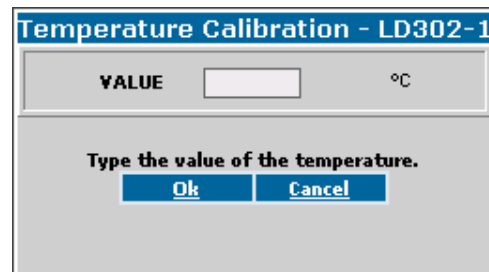 Temperature Calibration - LD302-1
VALUE °C
Type the value of the temperature.
Ok Cancel